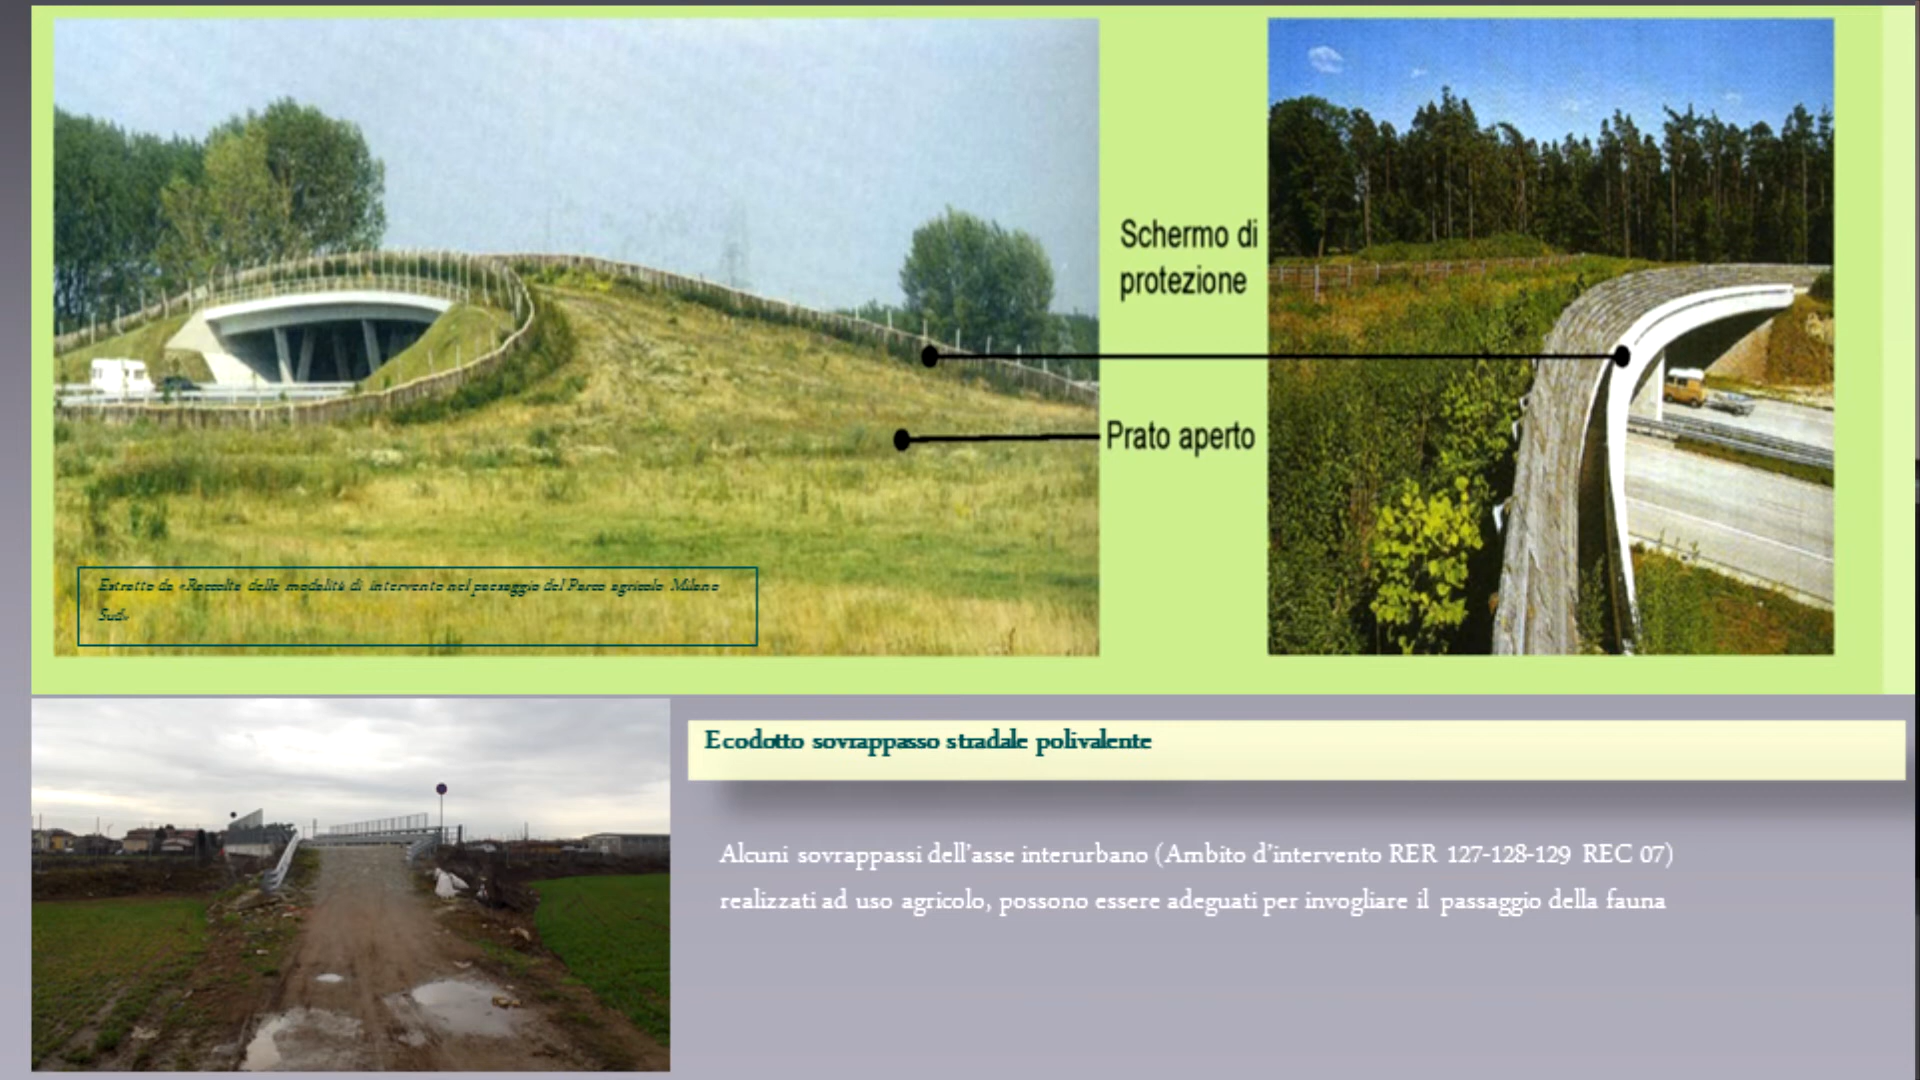 Schermo di
protezione
Prato aperto
Estratto da «Raccolta delle modalità di intervento nel paesaggio del Parco agricolo Milano
Sud»
Ecodotto sovrappasso stradale polivalente
Alcuni sovrappassi dell'asse interurbano (Ambito d'intervento RER 127-128-129 REC 07)
realizzati ad uso agricolo, possono essere adeguati per invogliare il passaggio della fauna